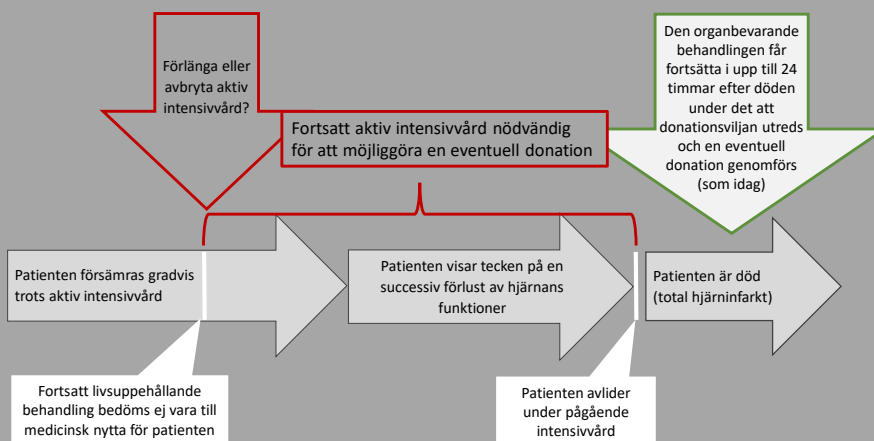 Förlänga eller
avbryta aktiv
intensivvård?
Fortsatt aktiv intensivvård nödvändig
för att möjliggöra en eventuell donation
Den organbevarande
behandlingen får
fortsätta i upp till 24
timmar efter döden
under det att
donationsviljan utreds
och en eventuell
donation genomförs
(som idag)
Patienten försämras gradvis
trots aktiv intensivvård
Patienten visar tecken på en
successiv förlust av hjärnans
funktioner
Patienten är död
(total hjärninfarkt)
Fortsatt livsuppehållande
behandling bedöms ej vara till
medicinsk nytta för patienten
Patienten avlider
under pågående
intensivvård